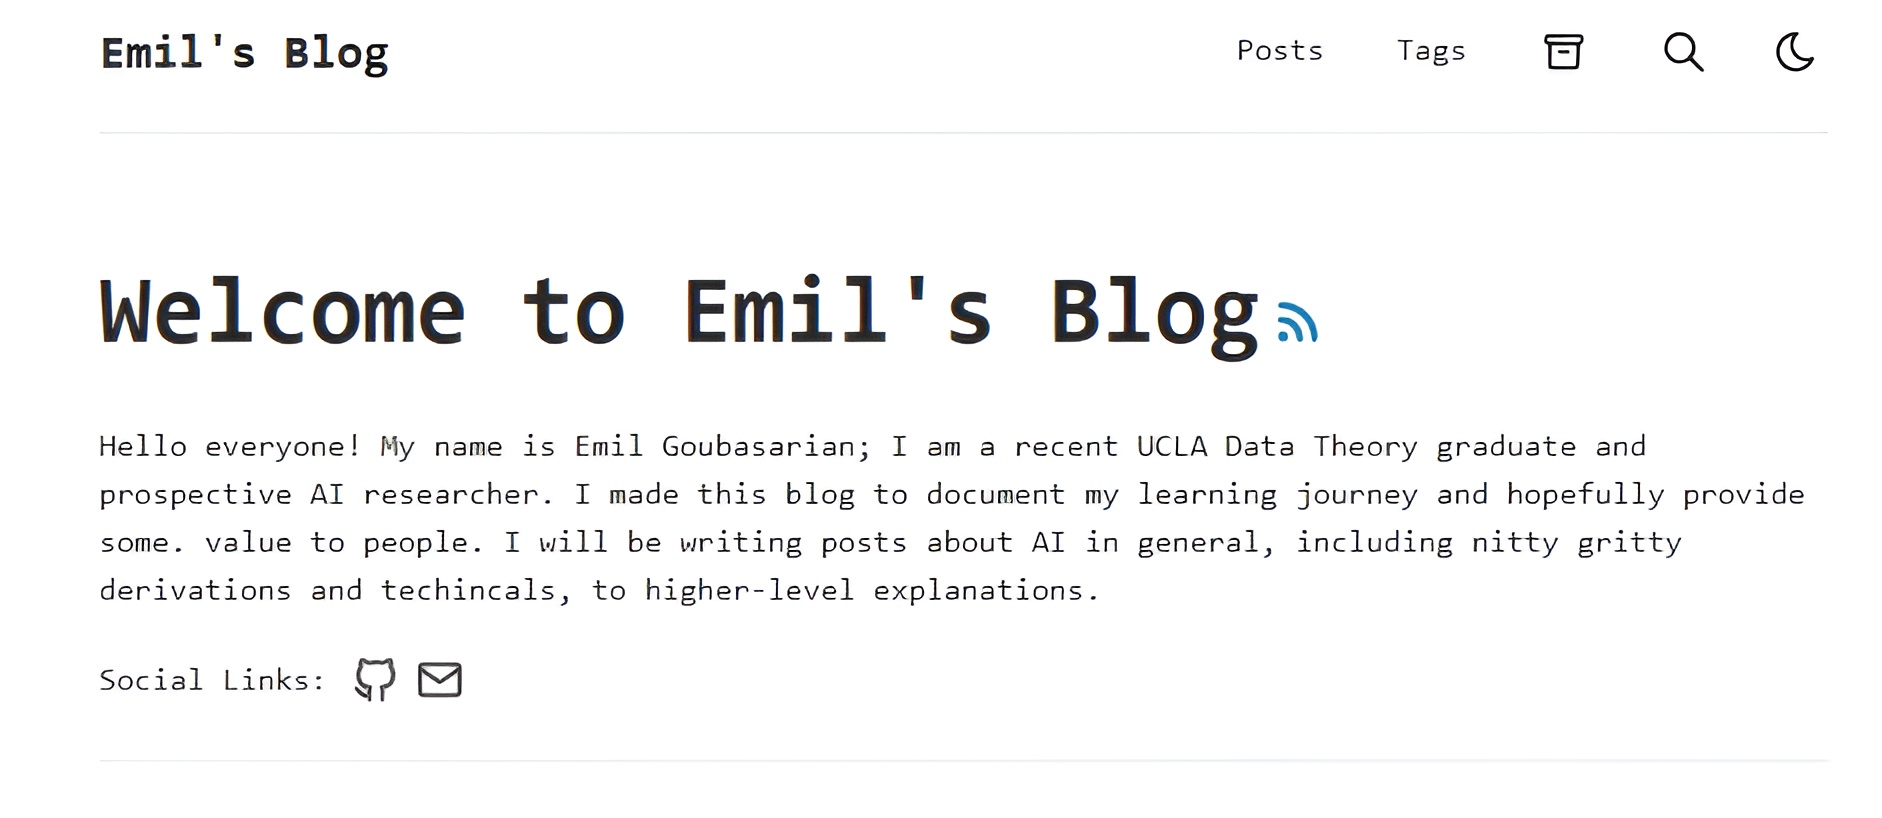 Emil's Blog
Posts
Tags
Welcome to Emil's Blog
Hello everyone! My name is Emil Goubasarian; I am a recent UCLA Data Theory graduate and
prospective AI researcher. I made this blog to document my learning journey and hopefully provide
some. value to people. I will be writing posts about AI in general, including nitty gritty
derivations and techincals, to higher-level explanations.
Social Links: